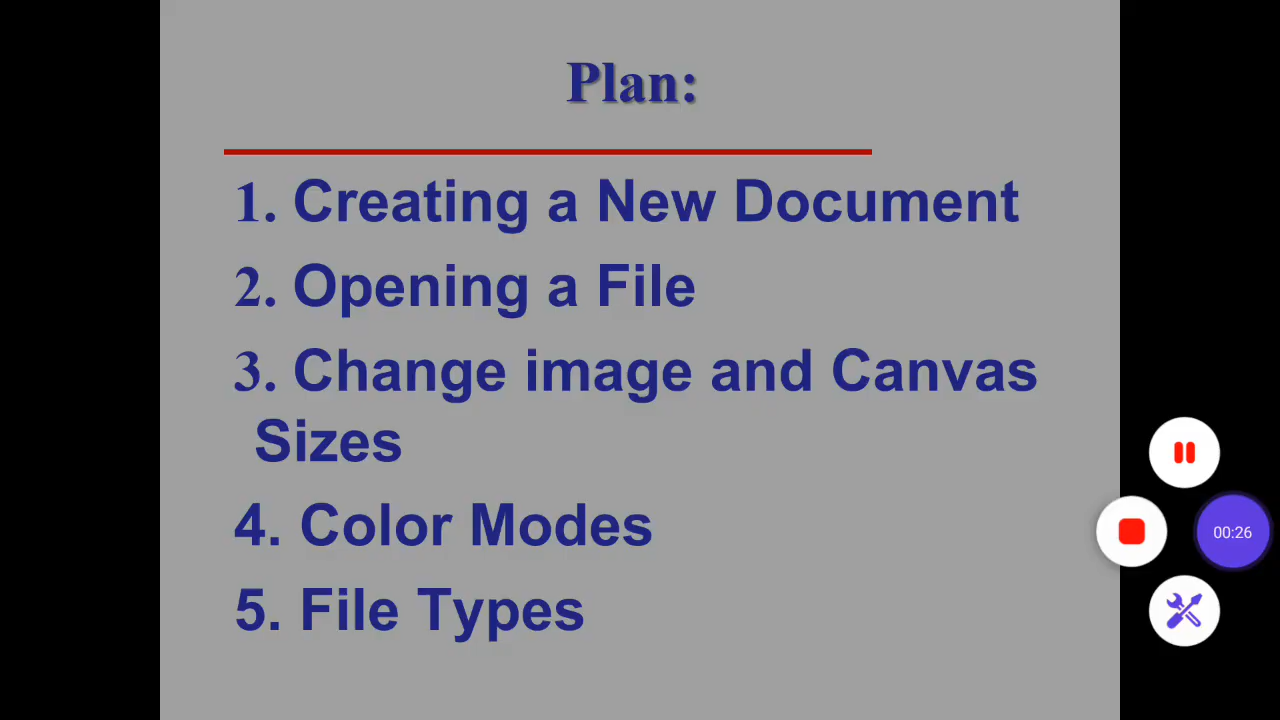 Plan:
1. Creating a New Document
2. Opening a File
3. Change image and Canvas
Sizes
4. Color Modes
5. File Types
00:26